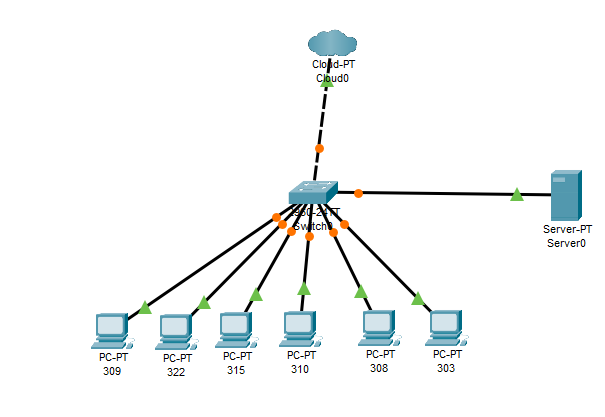 Cloud-PT
Cloud0
Switch0
Server-PT
Server0
PC-PT
309
PC-PT
322
PC-PT
315
PC-PT
310
PC-PT
308
PC-PT
303